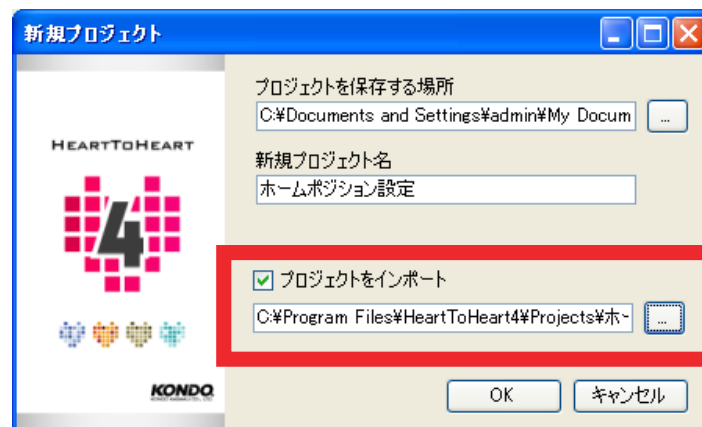 新規プロジェクト
プロジェクトを保存する場所
C:¥Documents and Settings¥admin¥My Docum
...
HEARTTOHEART
新規プロジェクト名
ホームポジション設定
4
プロジェクトをインポート
C:¥Program Files¥HeartToHeart4¥Projects¥ホー
...
KONDO
OK
キャンセル